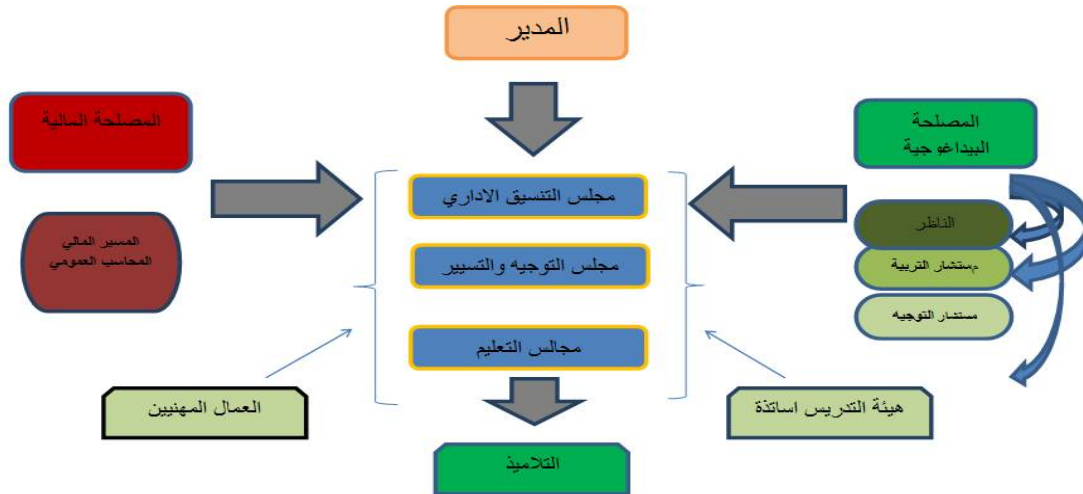 المدير
المصلحة
البيداغوجية
المصلحة المالية
مجلس التنسيق الاداري
الناظر
مستشار التربية
مجلس التوجيه والتسيير
المسير المالي
المحاسب العمومي
مستشار التوجيه
مجالس التعليم
هيئة التدريس اساتذة
العمال المهنيين
التلاميذ